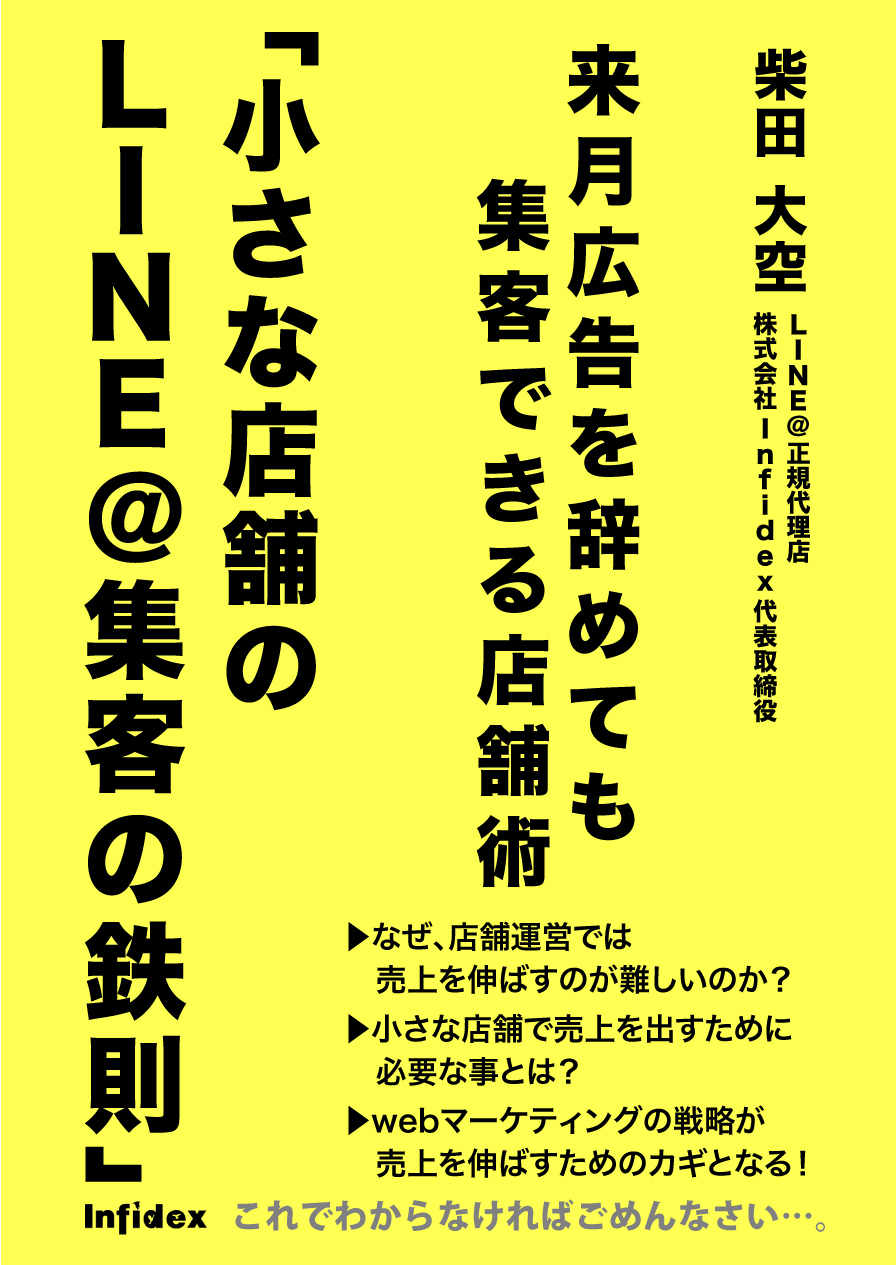 柴田 大空
LINE@正規代理店
株式会社Infidex代表取締役
来月広告を辞めても
集客できる店舗術
「小さな店舗の
LINE@集客の鉄則」
▶なぜ、店舗運営では
売上を伸ばすのが難しいのか？
▶小さな店舗で売上を出すために
必要な事とは？
▶webマーケティングの戦略が
売上を伸ばすためのカギとなる！
Infidex
これでわからなければごめんなさい…。